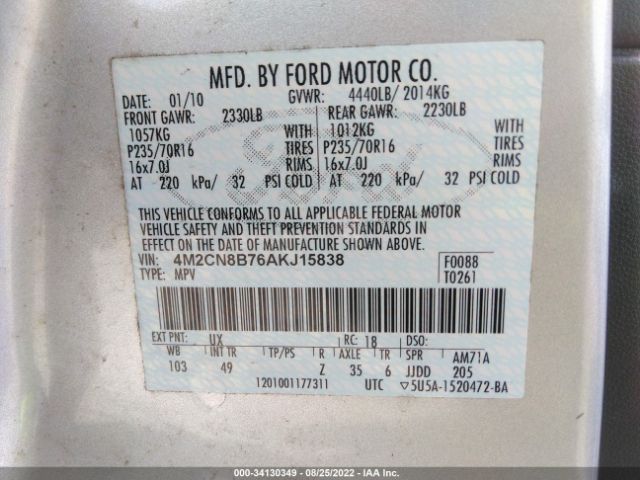 MFD. BY FORD MOTOR CO.
DATE: 01/10 GVWR: 4440LB/ 2014KG
FRONT GAWR: 2330LB REAR GAWR: 2230LB
1057KG WITH 1012KG WITH
P235/70R16 TIRES P235/70R16 TIRES
16x7.0J RIMS 16x7.0J RIMS
AT 220 kPa/ 32 PSI COLD AT 220 kPa/ 32 PSI COLD
THIS VEHICLE CONFORMS TO ALL APPLICABLE FEDERAL MOTOR
VEHICLE SAFETY AND THEFT PREVENTION STANDARDS IN
EFFECT ON THE DATE OF MANUFACTURE SHOWN ABOVE.
VIN: 4M2CN8B76AKJ15838 F0088
TYPE: MPV T0261
EXT PNT: UX RC: 18 DSO:
WB INT TR TP/PS R AXLE TR SPR AM71A
103 49 Z 35 6 JJDD 205
1201001177311 UTC ▽5U5A-1520472-BA
Ford
0000 - 34130349 - 08/25/2022 - IAA Inc.